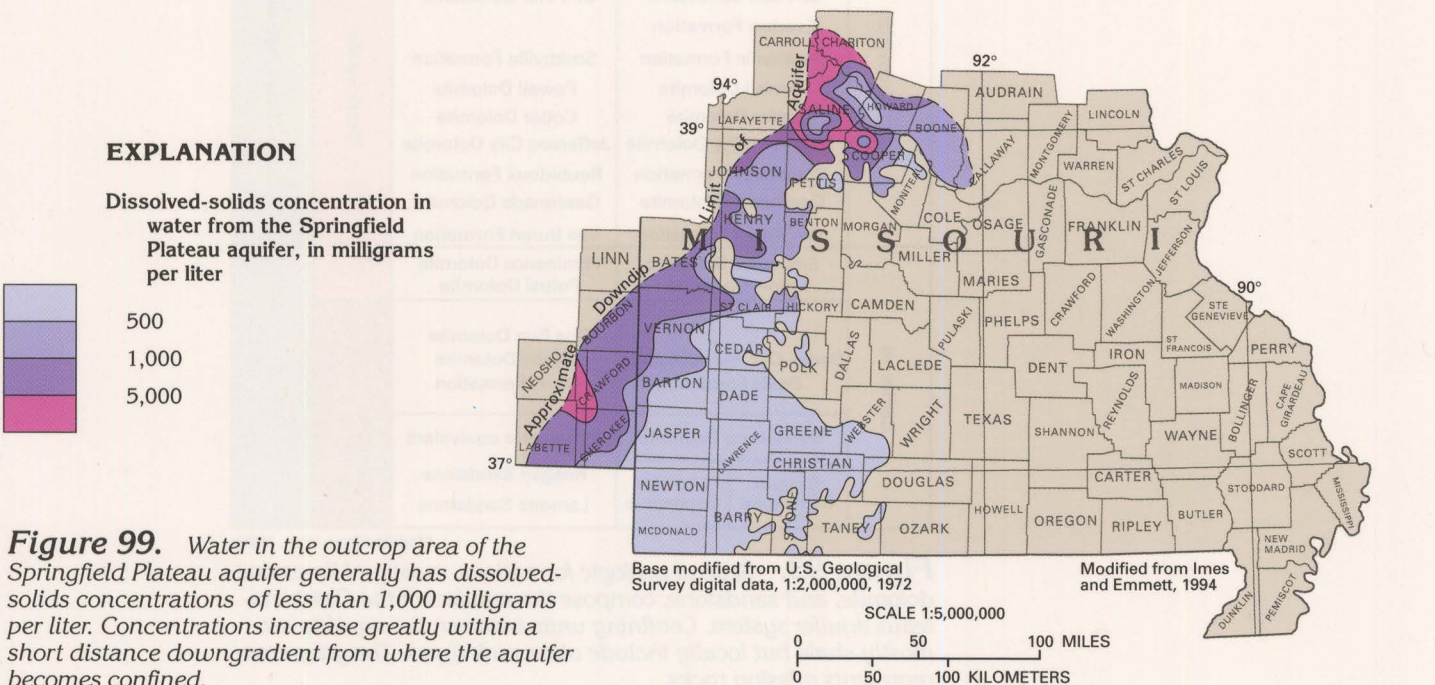 EXPLANATION
Dissolved-solids concentration in
water from the Springfield
Plateau aquifer, in milligrams
per liter
500
1,000
5,000
Figure 99. Water in the outcrop area of the
Springfield Plateau aquifer generally has dissolved-
solids concentrations of less than 1,000 milligrams
per liter. Concentrations increase greatly within a
short distance downgradient from where the aquifer
becomes confined.
94°
92°
90°
39°
37°
Approximate Downdip Limit of Aquifer
MISSOURI
CARROLL
CHARITON
AUDRAIN
LINCOLN
LAFAYETTE
SALINE
HOWARD
BOONE
CALLAWAY
MONTGOMERY
WARREN
ST CHARLES
ST LOUIS
JOHNSON
PETTIS
COOPER
MONITEAU
COLE
OSAGE
GASCONADE
FRANKLIN
JEFFERSON
HENRY
BENTON
MORGAN
MILLER
LINN
BATES
MARIES
CRAWFORD
WASHINGTON
STE
GENEVIEVE
BOURBON
ST CLAIR
HICKORY
CAMDEN
PULASKI
PHELPS
ST
FRANCOIS
PERRY
VERNON
CEDAR
POLK
DALLAS
LACLEDE
DENT
IRON
MADISON
NEOSHO
CRAWFORD
BARTON
DADE
WEBSTER
WRIGHT
TEXAS
REYNOLDS
BOLLINGER
CAPE
GIRARDEAU
LABETTE
CHEROKEE
JASPER
LAWRENCE
GREENE
SHANNON
WAYNE
SCOTT
CHRISTIAN
NEWTON
DOUGLAS
CARTER
STODDARD
MISSISSIPPI
MCDONALD
BARRY
STONE
TANEY
OZARK
HOWELL
OREGON
RIPLEY
BUTLER
NEW
MADRID
DUNKLIN
PEMISCOT
Base modified from U.S. Geological
Survey digital data, 1:2,000,000, 1972
Modified from Imes
and Emmett, 1994
SCALE 1:5,000,000
0 50 100 MILES
0 50 100 KILOMETERS